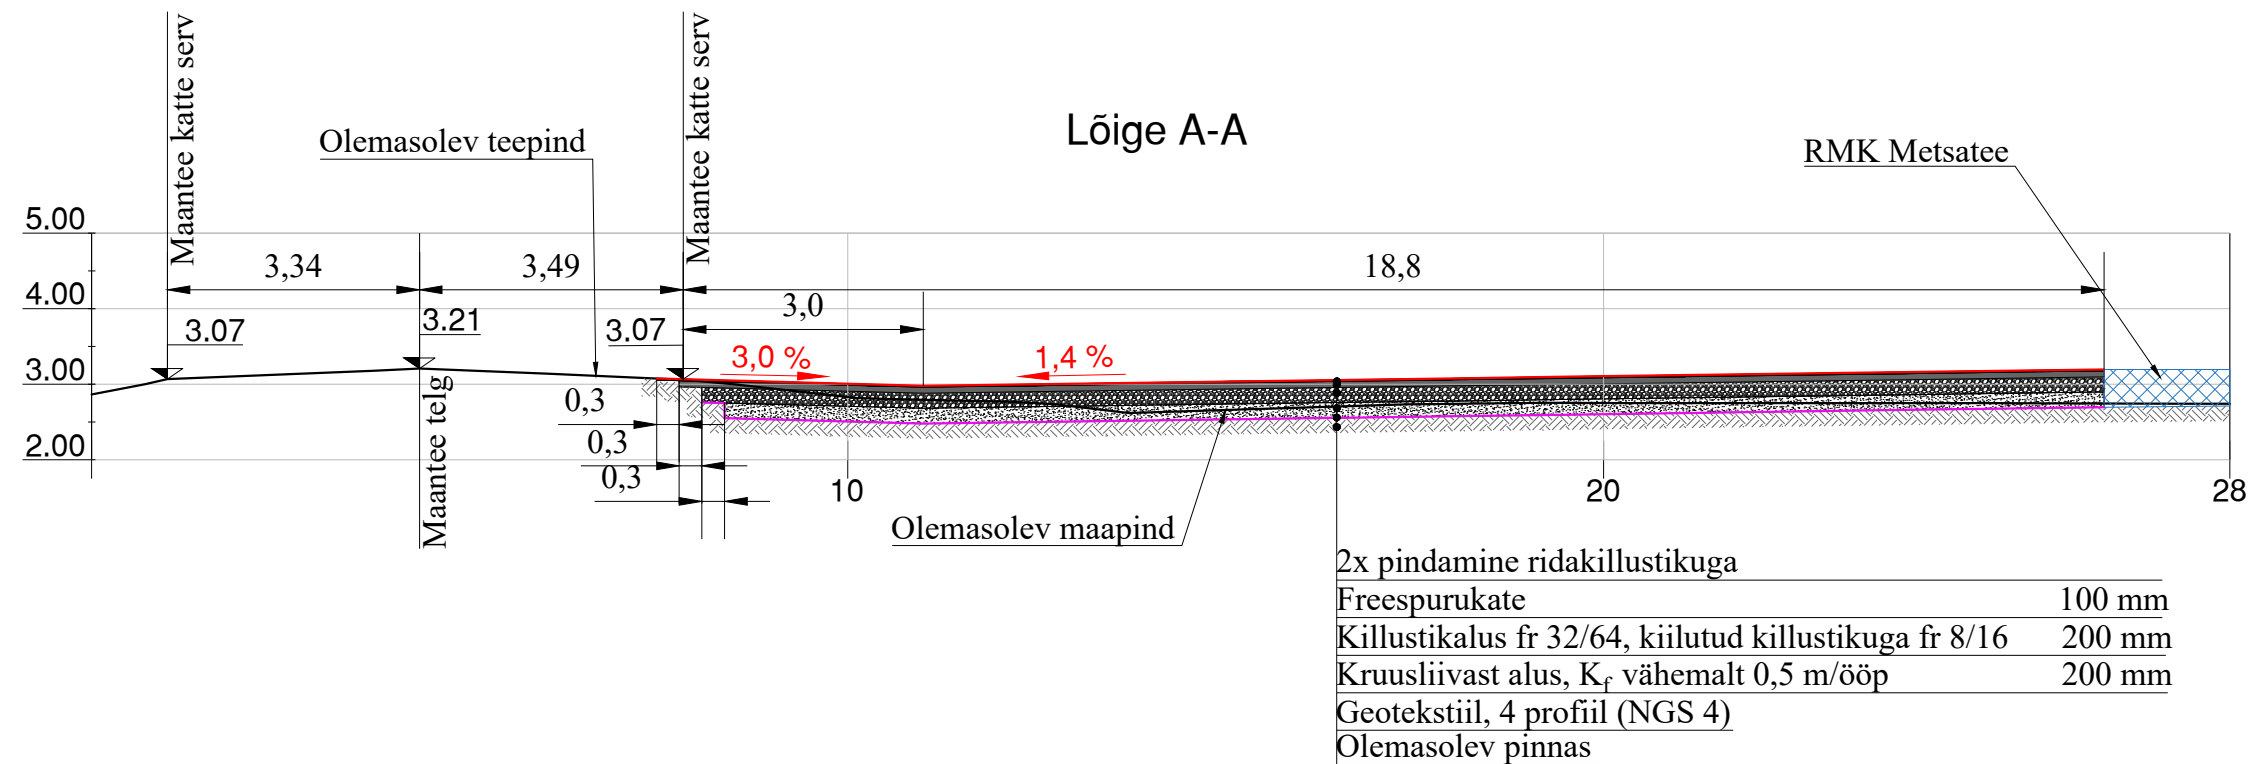 Maantee katte serv
Maantee katte serv
Olemasolev teepind
Lõige A-A
RMK Metsatee
5.00
3,34
3,49
18,8
4.00
3,0
3.07
3.21
3.07
3.00
3,0 %
1,4 %
Maantee telg
0,3
2.00
0,3
0,3
10
20
28
Olemasolev maapind
2x pindamine ridakillustikuga
Freespurukate 100 mm
Killustikalus fr 32/64, kiilutud killustikuga fr 8/16 200 mm
Kruusliivast alus, Kf vähemalt 0,5 m/ööp 200 mm
Geotekstiil, 4 profiil (NGS 4)
Olemasolev pinnas